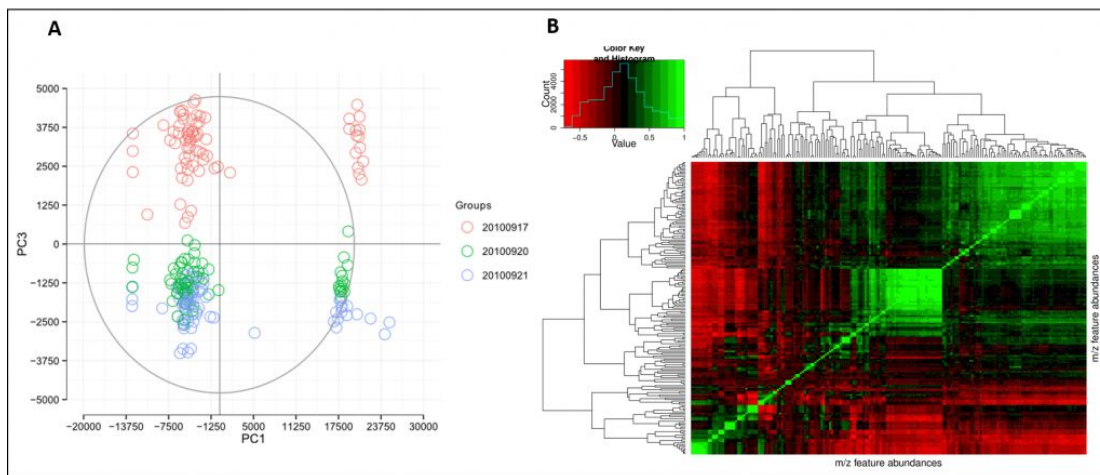 A
5000
3750
2500
1250
0
−1250
−2500
−3750
−5000
PC3
−20000 −13750 −7500 −1250 5000 11250 17500 23750 30000
PC1
Groups
20100917
20100920
20100921
B
Color Key
and Histogram
Count
0 2000 4000
−0.5 0 0.5 1
Value
m/z feature abundances
m/z feature abundances